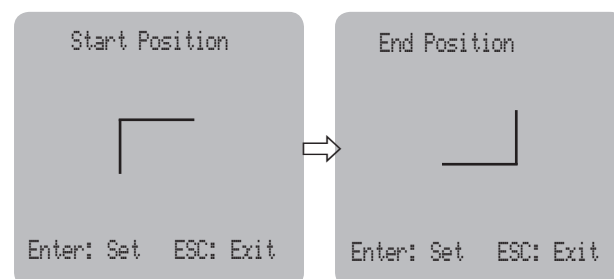 Start Position
Enter: Set ESC: Exit
End Position
Enter: Set ESC: Exit